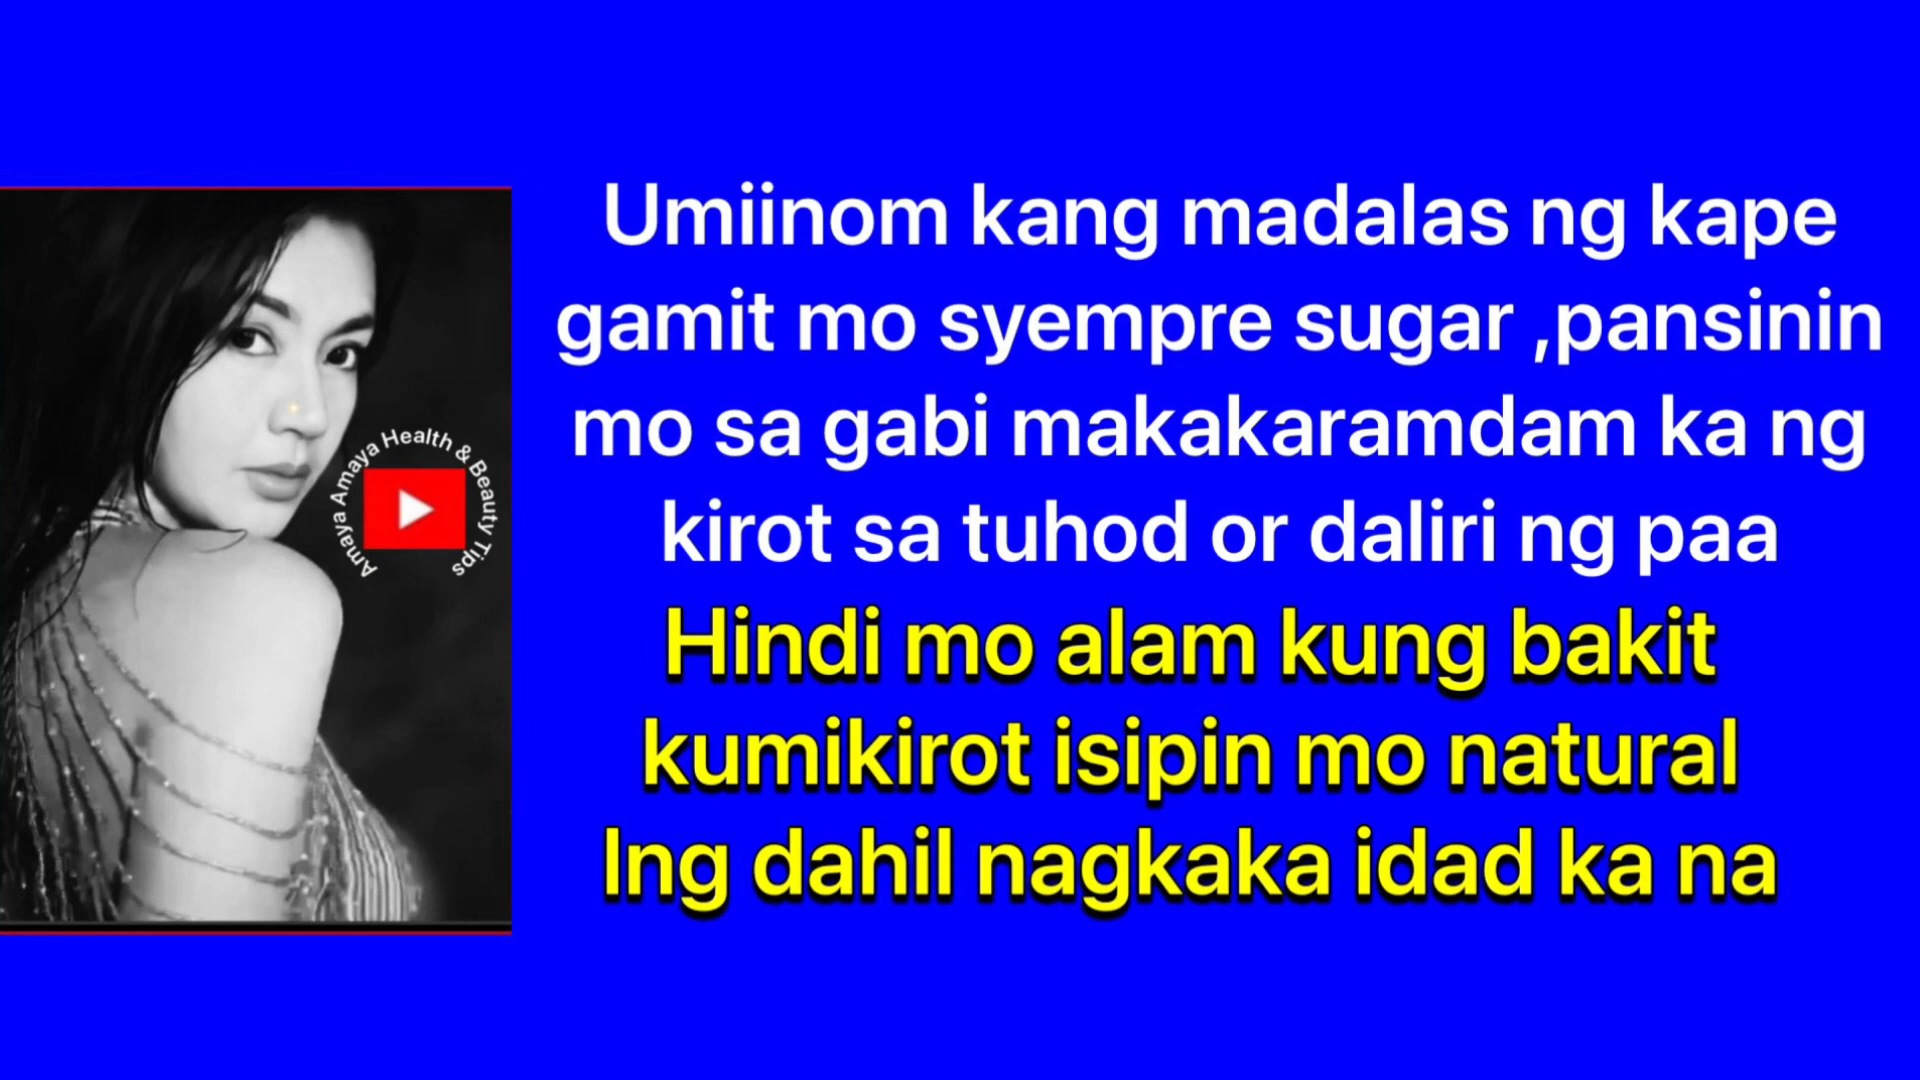 Amaya Amaya Health & Beauty Tips
Umiinom kang madalas ng kape
gamit mo syempre sugar ,pansinin
mo sa gabi makakaramdam ka ng
kirot sa tuhod or daliri ng paa
Hindi mo alam kung bakit
kumikirot isipin mo natural
lng dahil nagkaka idad ka na